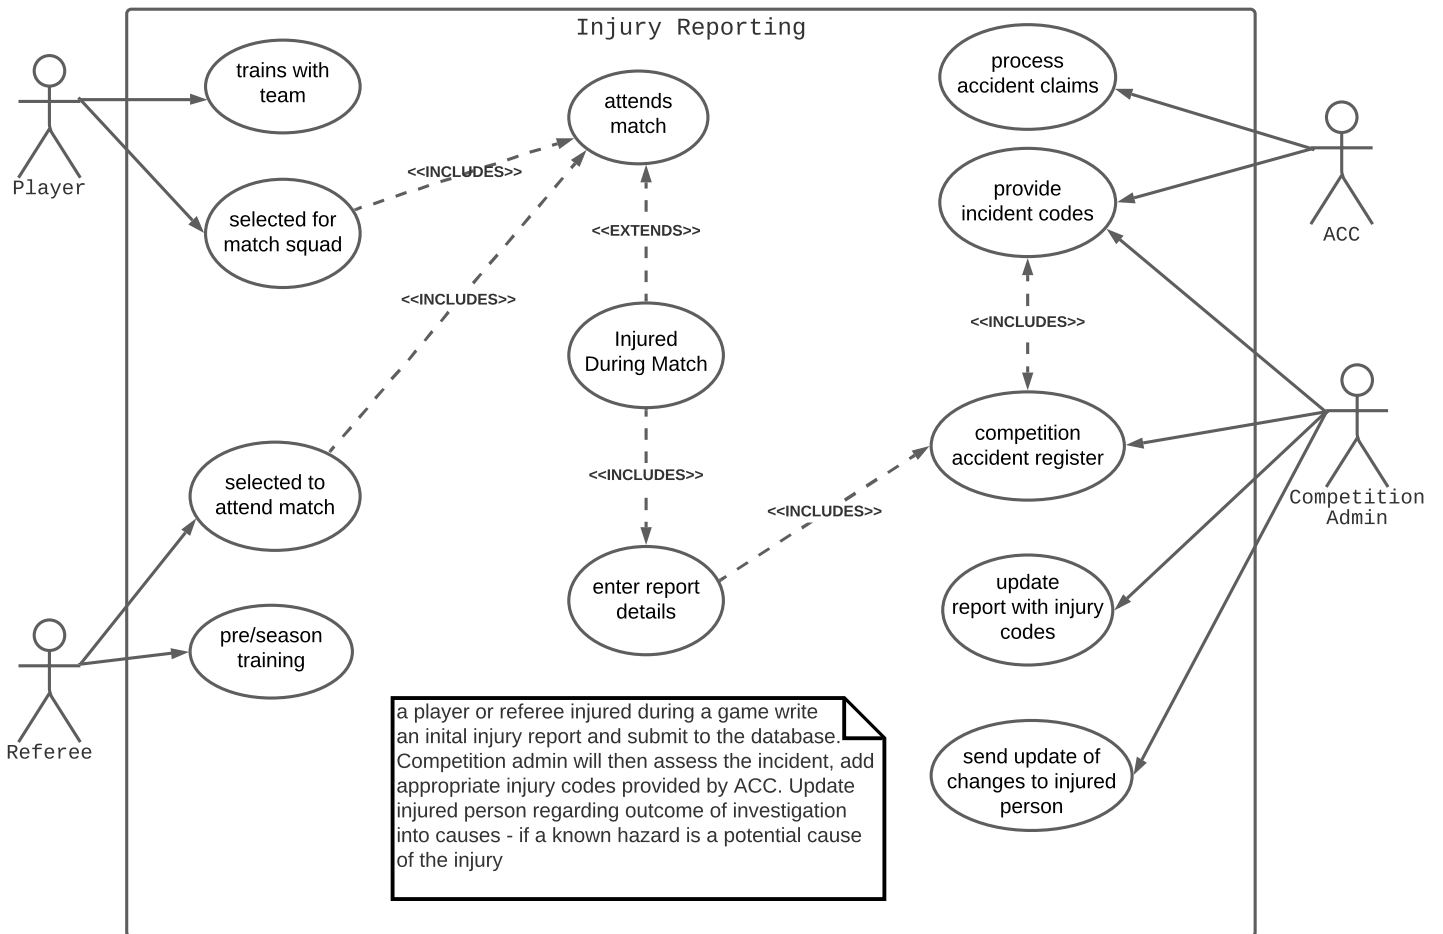 Injury Reporting
trains with
team
attends
match
process
accident claims
Player
<<INCLUDES>>
selected for
match squad
provide
incident codes
ACC
<<EXTENDS>>
<<INCLUDES>>
<<INCLUDES>>
Injured
During Match
competition
accident register
<<INCLUDES>>
selected to
attend match
<<INCLUDES>>
Competition
Admin
enter report
details
update
report with injury
codes
pre/season
training
Referee
a player or referee injured during a game write
an inital injury report and submit to the database.
Competition admin will then assess the incident, add
appropriate injury codes provided by ACC. Update
injured person regarding outcome of investigation
into causes - if a known hazard is a potential cause
of the injury
send update of
changes to injured
person